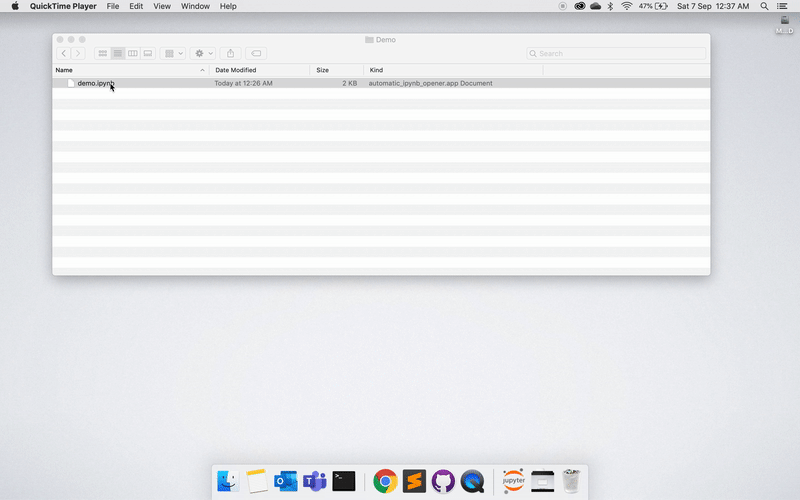 QuickTime Player File Edit View Window Help 47% Sat 7 Sep 12:37 AM
M...D
Demo
Search
Name Date Modified Size Kind
demo.ipynb Today at 12:26 AM 2 KB automatic_ipynb_opener.app Document
jupyter